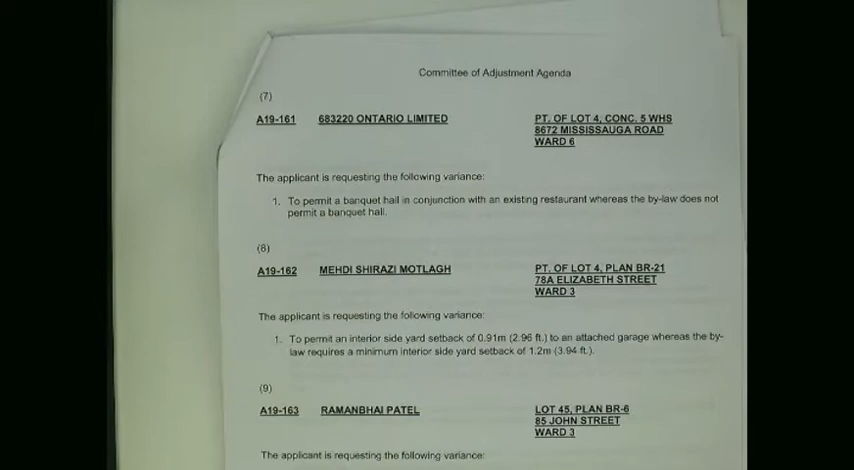 Committee of Adjustment Agenda
(7)
A19-161 683220 ONTARIO LIMITED PT. OF LOT 4, CONC. 5 WHS
8672 MISSISSAUGA ROAD
WARD 6
The applicant is requesting the following variance:
1. To permit a banquet hall in conjunction with an existing restaurant whereas the by-law does not
permit a banquet hall.
(8)
A19-162 MEHDI SHIRAZI MOTLAGH PT. OF LOT 4, PLAN BR-21
78A ELIZABETH STREET
WARD 3
The applicant is requesting the following variance:
1. To permit an interior side yard setback of 0.91m (2.96 ft.) to an attached garage whereas the by-
law requires a minimum interior side yard setback of 1.2m (3.94 ft.).
(9)
A19-163 RAMANBHAI PATEL LOT 45, PLAN BR-6
85 JOHN STREET
WARD 3
The applicant is requesting the following variance: